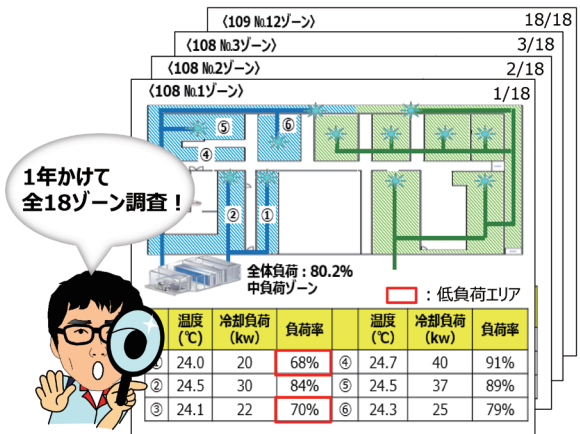 〈109 №12ゾーン〉 18/18
〈108 №3ゾーン〉 3/18
〈108 №2ゾーン〉 2/18
〈108 №1ゾーン〉 1/18
⑤ ⑥
④
② ①
1年かけて
全18ゾーン調査！
全体負荷：80.2%
中負荷ゾーン
：低負荷エリア
温度(℃) 冷却負荷(kw) 負荷率 温度(℃) 冷却負荷(kw) 負荷率
① 24.0 20 68% ④ 24.7 40 91%
② 24.5 30 84% ⑤ 24.5 37 89%
③ 24.1 22 70% ⑥ 24.3 25 79%